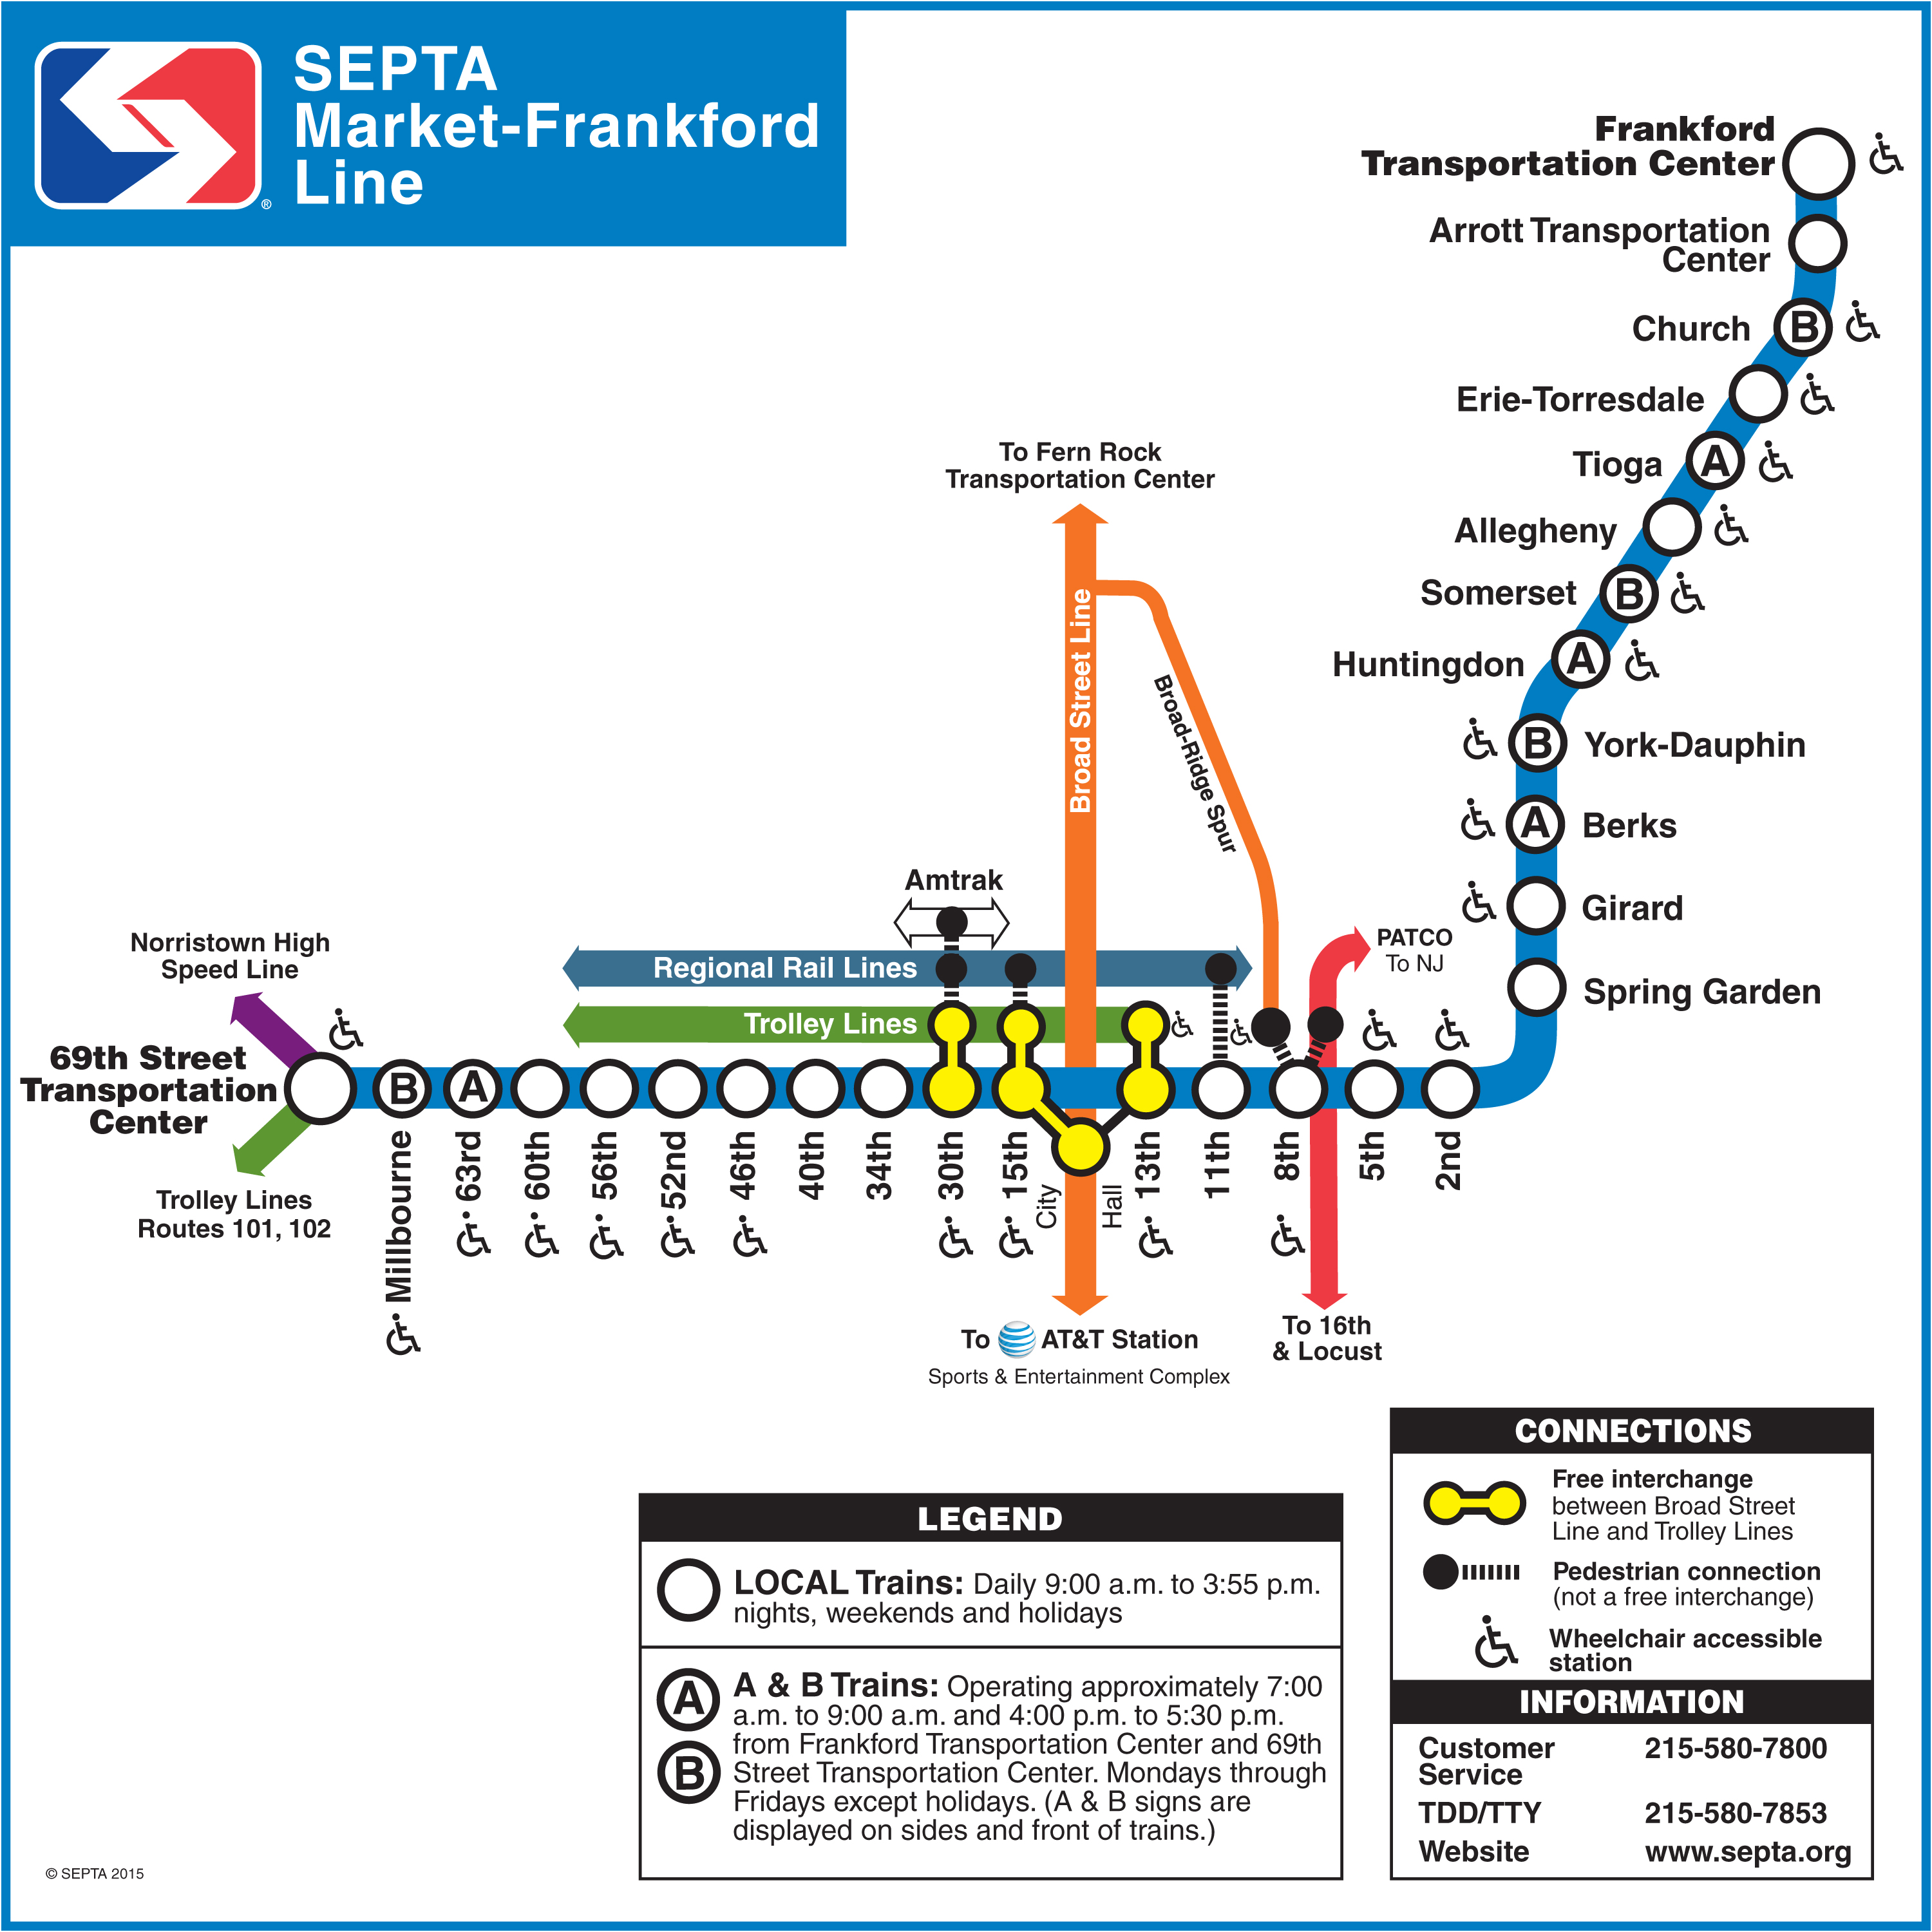 SEPTA
Market-Frankford
Line
®
Frankford
Transportation Center
Arrott Transportation
Center
Church
B
Erie-Torresdale
Tioga
A
Allegheny
Somerset
B
Huntingdon
A
B
York-Dauphin
A
Berks
Girard
Spring Garden
To Fern Rock
Transportation Center
Broad Street Line
Broad-Ridge Spur
Amtrak
Regional Rail Lines
Trolley Lines
PATCO
To NJ
Norristown High
Speed Line
69th Street
Transportation
Center
Trolley Lines
Routes 101, 102
B
A
Millbourne
63rd
60th
56th
52nd
46th
40th
34th
30th
15th
City
Hall
13th
11th
8th
5th
2nd
To AT&T Station
Sports & Entertainment Complex
To 16th
& Locust
LEGEND
LOCAL Trains: Daily 9:00 a.m. to 3:55 p.m.
nights, weekends and holidays
A
B
A & B Trains: Operating approximately 7:00
a.m. to 9:00 a.m. and 4:00 p.m. to 5:30 p.m.
from Frankford Transportation Center and 69th
Street Transportation Center. Mondays through
Fridays except holidays. (A & B signs are
displayed on sides and front of trains.)
CONNECTIONS
Free interchange
between Broad Street
Line and Trolley Lines
Pedestrian connection
(not a free interchange)
Wheelchair accessible
station
INFORMATION
Customer 215-580-7800
Service
TDD/TTY 215-580-7853
Website www.septa.org
© SEPTA 2015